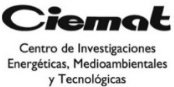 Ciemat
Centro de Investigaciones
Energéticas, Medioambientales
y Tecnológicas